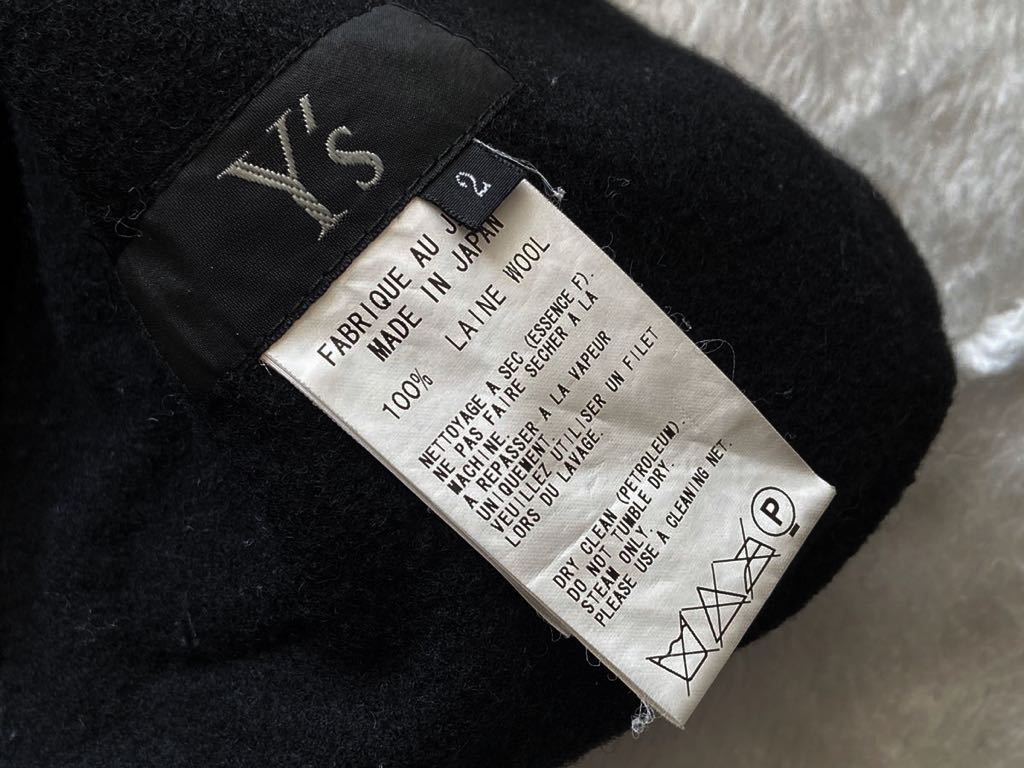 Y's
2
FABRIQUE AU J
MADE IN JAPAN
100% LAINE WOOL
NETTOYAGE A SEC (ESSENCE F).
NE PAS FAIRE SECHER A LA
MACHINE.
A REPASSER A LA VAPEUR
UNIQUEMENT.
VEUILLEZ UTILISER UN FILET
LORS DU LAVAGE.
DRY CLEAN (PETROLEUM).
DO NOT TUMBLE DRY.
STEAM ONLY.
PLEASE USE A CLEANING NET.
P